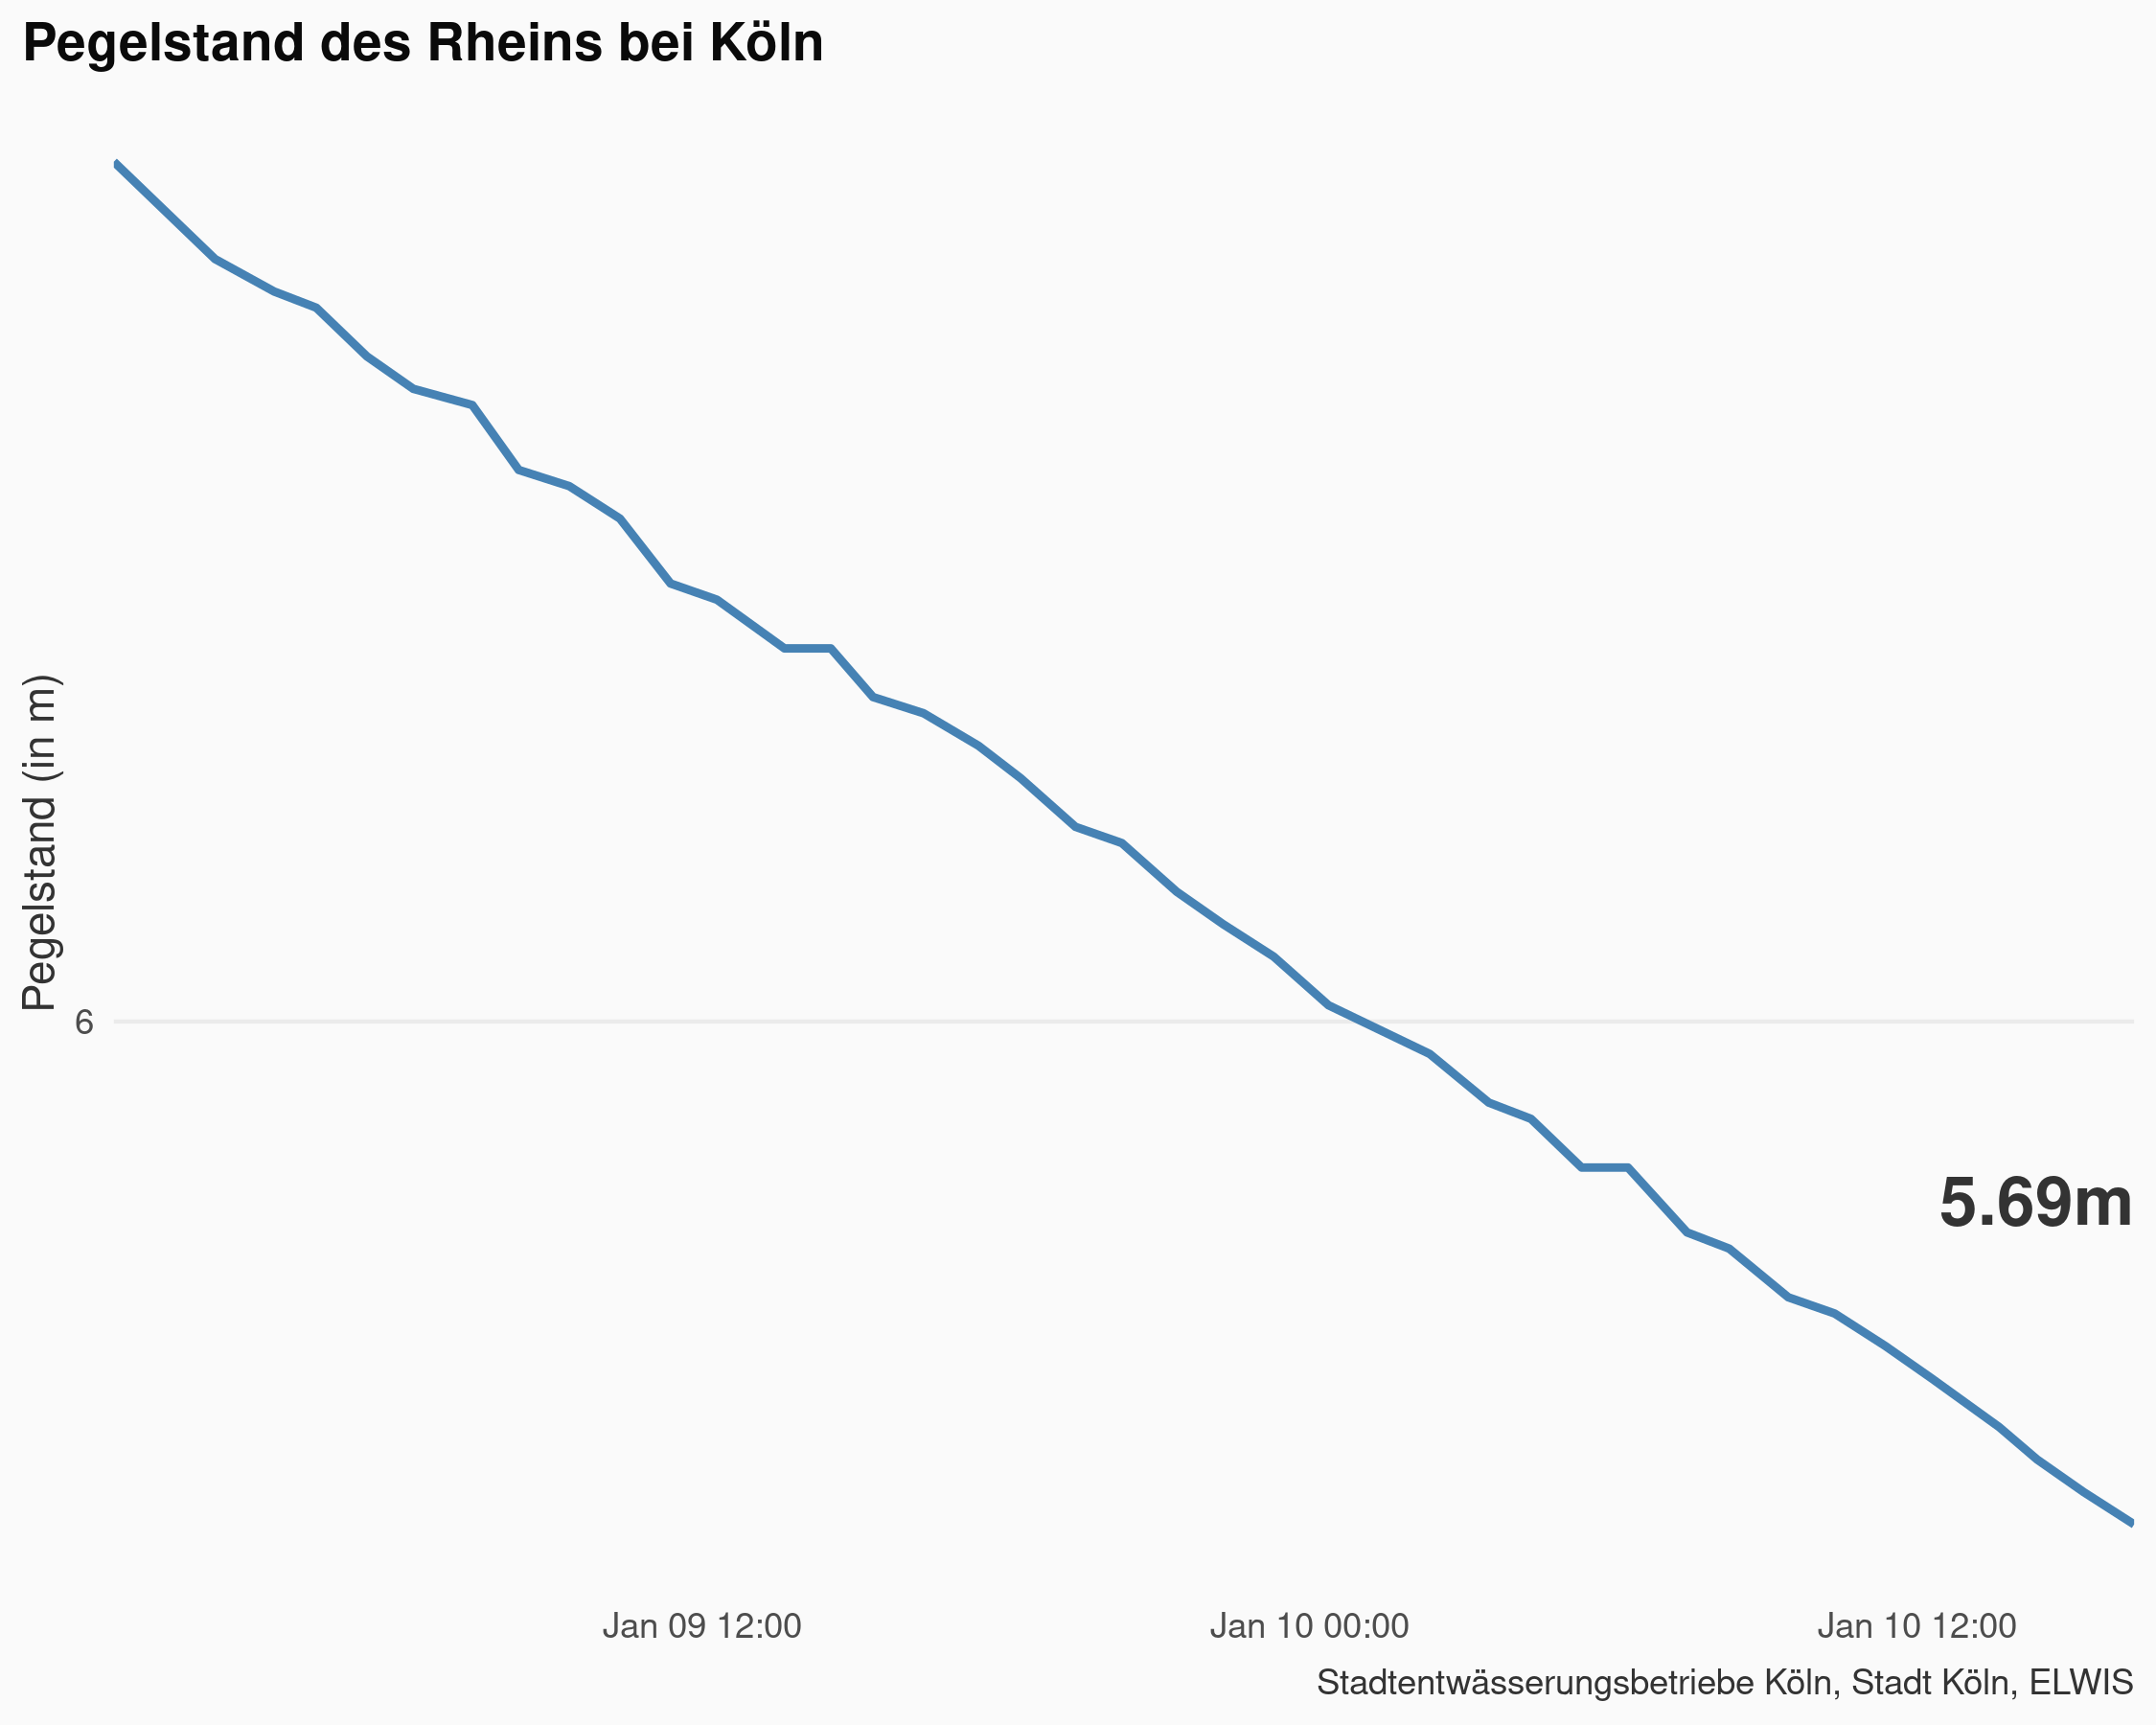 Pegelstand des Rheins bei Köln
Pegelstand (in m)
6
5.69m
Jan 09 12:00
Jan 10 00:00
Jan 10 12:00
Stadtentwässerungsbetriebe Köln, Stadt Köln, ELWIS